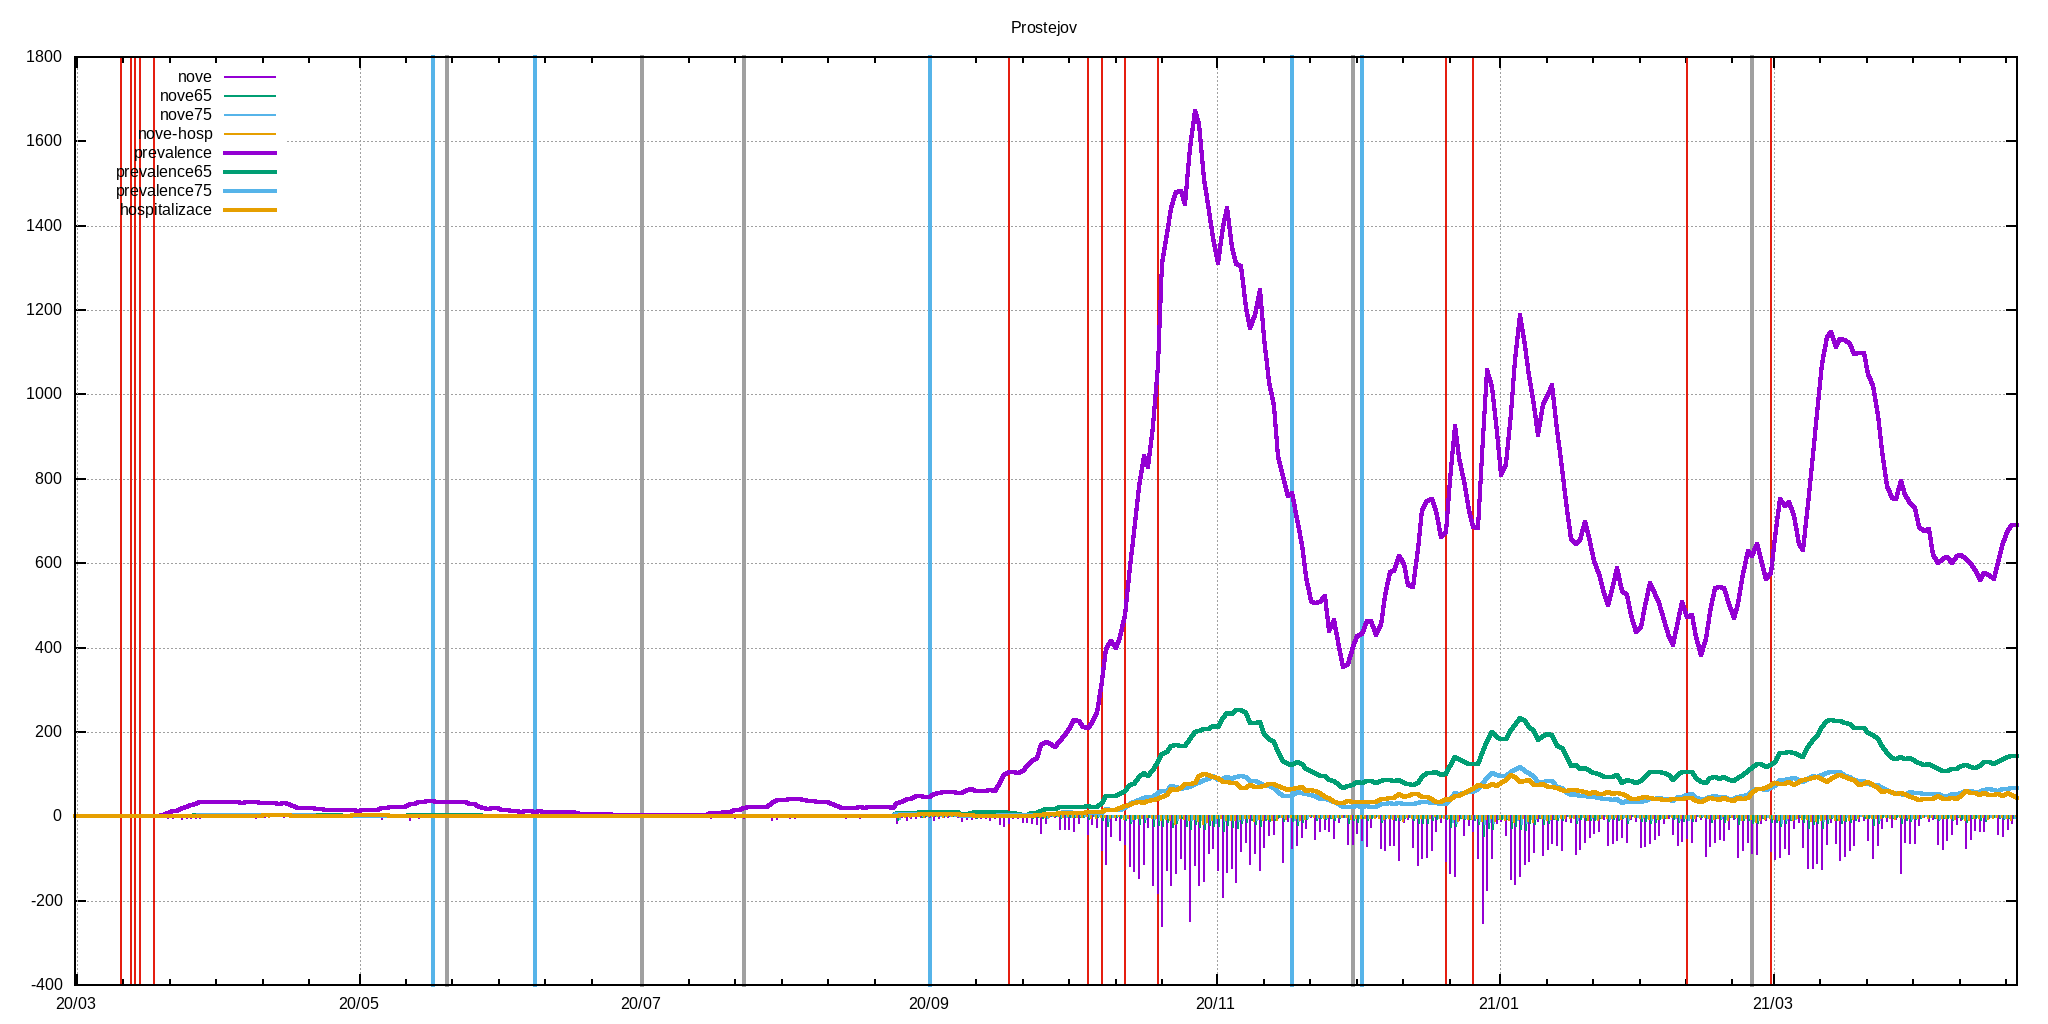 Prostejov
1800
1600
1400
1200
1000
800
600
400
200
0
-200
-400
nove
nove65
nove75
nove-hosp
prevalence
prevalence65
prevalence75
hospitalizace
20/03 20/05 20/07 20/09 20/11 21/01 21/03